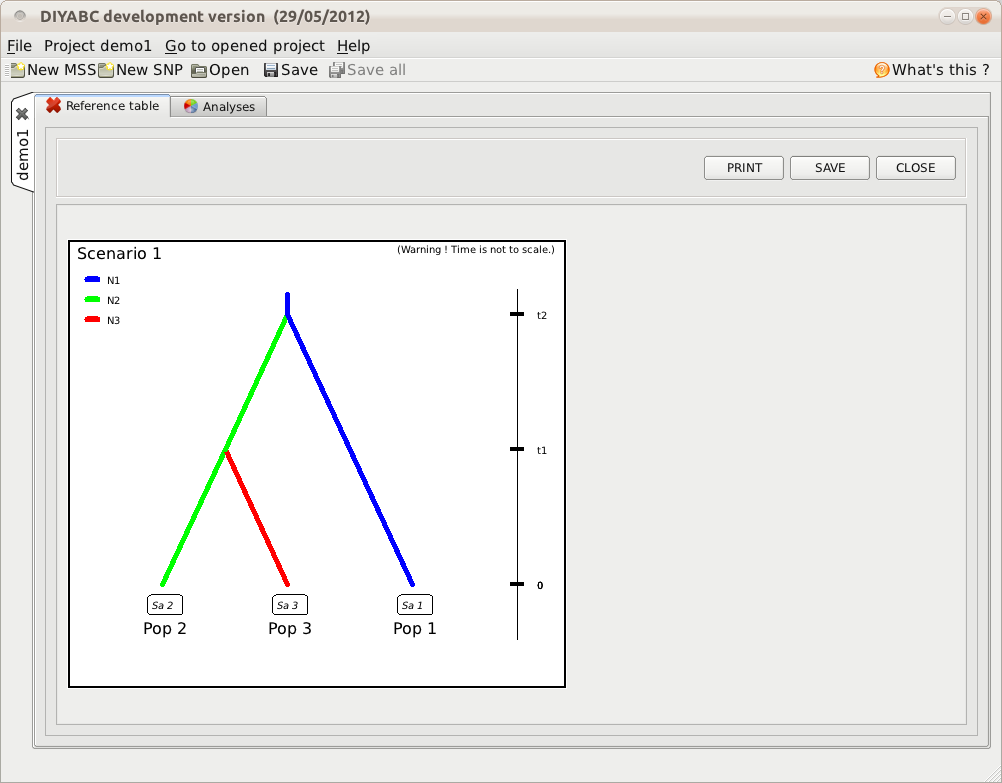 DIYABC development version (29/05/2012)
File Project demo1 Go to opened project Help
New MSS New SNP Open Save Save all What's this ?
demo1
Reference table Analyses
PRINT SAVE CLOSE
Scenario 1 (Warning ! Time is not to scale.)
N1
N2
N3
t2
t1
0
Sa 2 Sa 3 Sa 1
Pop 2 Pop 3 Pop 1